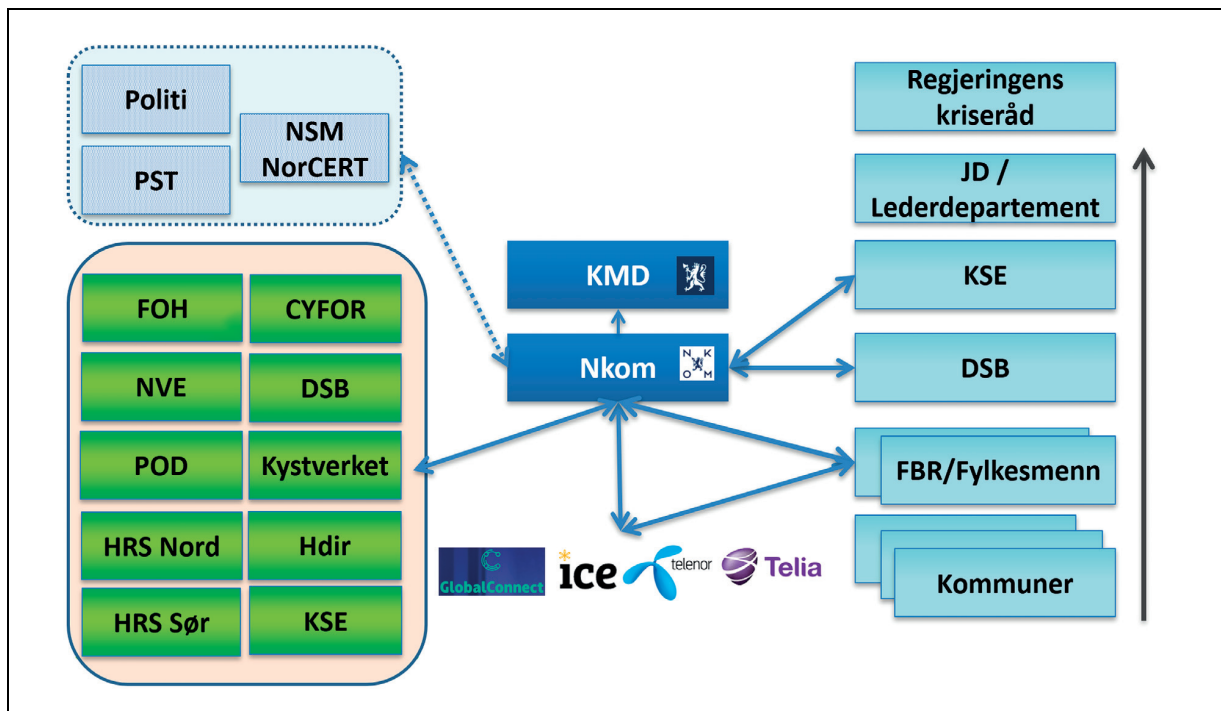 Politi
PST
NSM
NorCERT
FOH
CYFOR
NVE
DSB
POD
Kystverket
HRS Nord
Hdir
HRS Sør
KSE
KMD
Nkom
N K
O M
GlobalConnect
ice
telenor
Telia
Regjeringens
kriseråd
JD /
Lederdepartement
KSE
DSB
FBR/Fylkesmenn
Kommuner